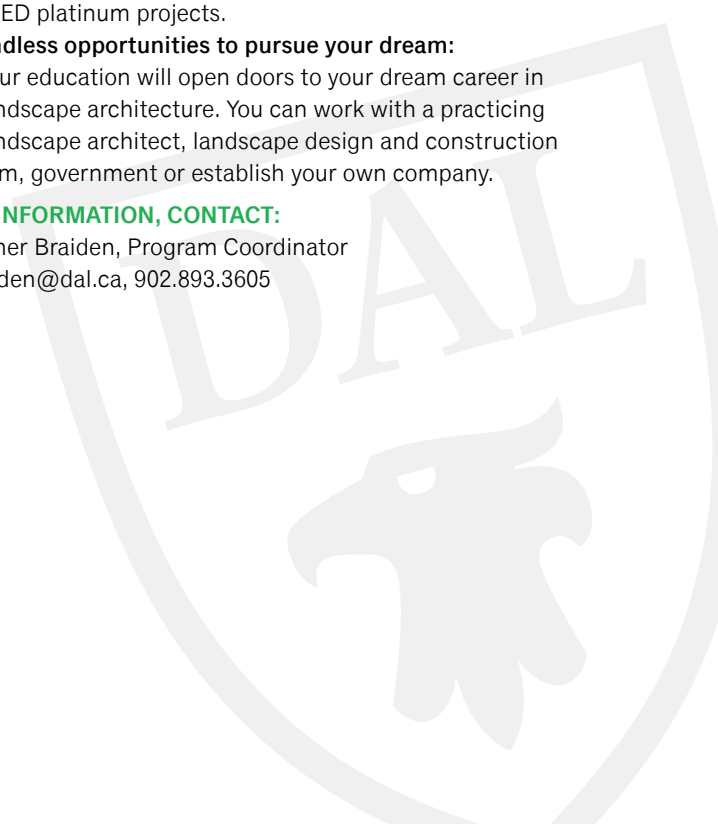 ED platinum projects.
ndless opportunities to pursue your dream:
ur education will open doors to your dream career in
ndscape architecture. You can work with a practicing
ndscape architect, landscape design and construction
m, government or establish your own company.
NFORMATION, CONTACT:
her Braiden, Program Coordinator
den@dal.ca, 902.893.3605
DAL